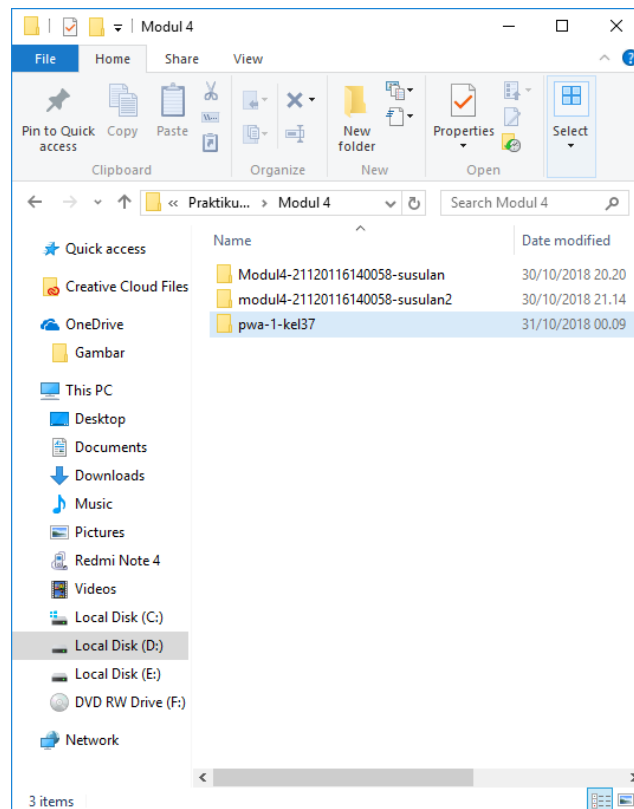 Modul 4
File Home Share View
Pin to Quick access
Copy
Paste
New folder
Properties
Select
Clipboard Organize New Open
« Praktiku... > Modul 4
Search Modul 4
Name Date modified
Quick access
Creative Cloud Files
OneDrive
Gambar
This PC
Desktop
Documents
Downloads
Music
Pictures
Redmi Note 4
Videos
Local Disk (C:)
Local Disk (D:)
Local Disk (E:)
DVD RW Drive (F:)
Network
Modul4-21120116140058-susulan 30/10/2018 20.20
modul4-21120116140058-susulan2 30/10/2018 21.14
pwa-1-kel37 31/10/2018 00.09
3 items